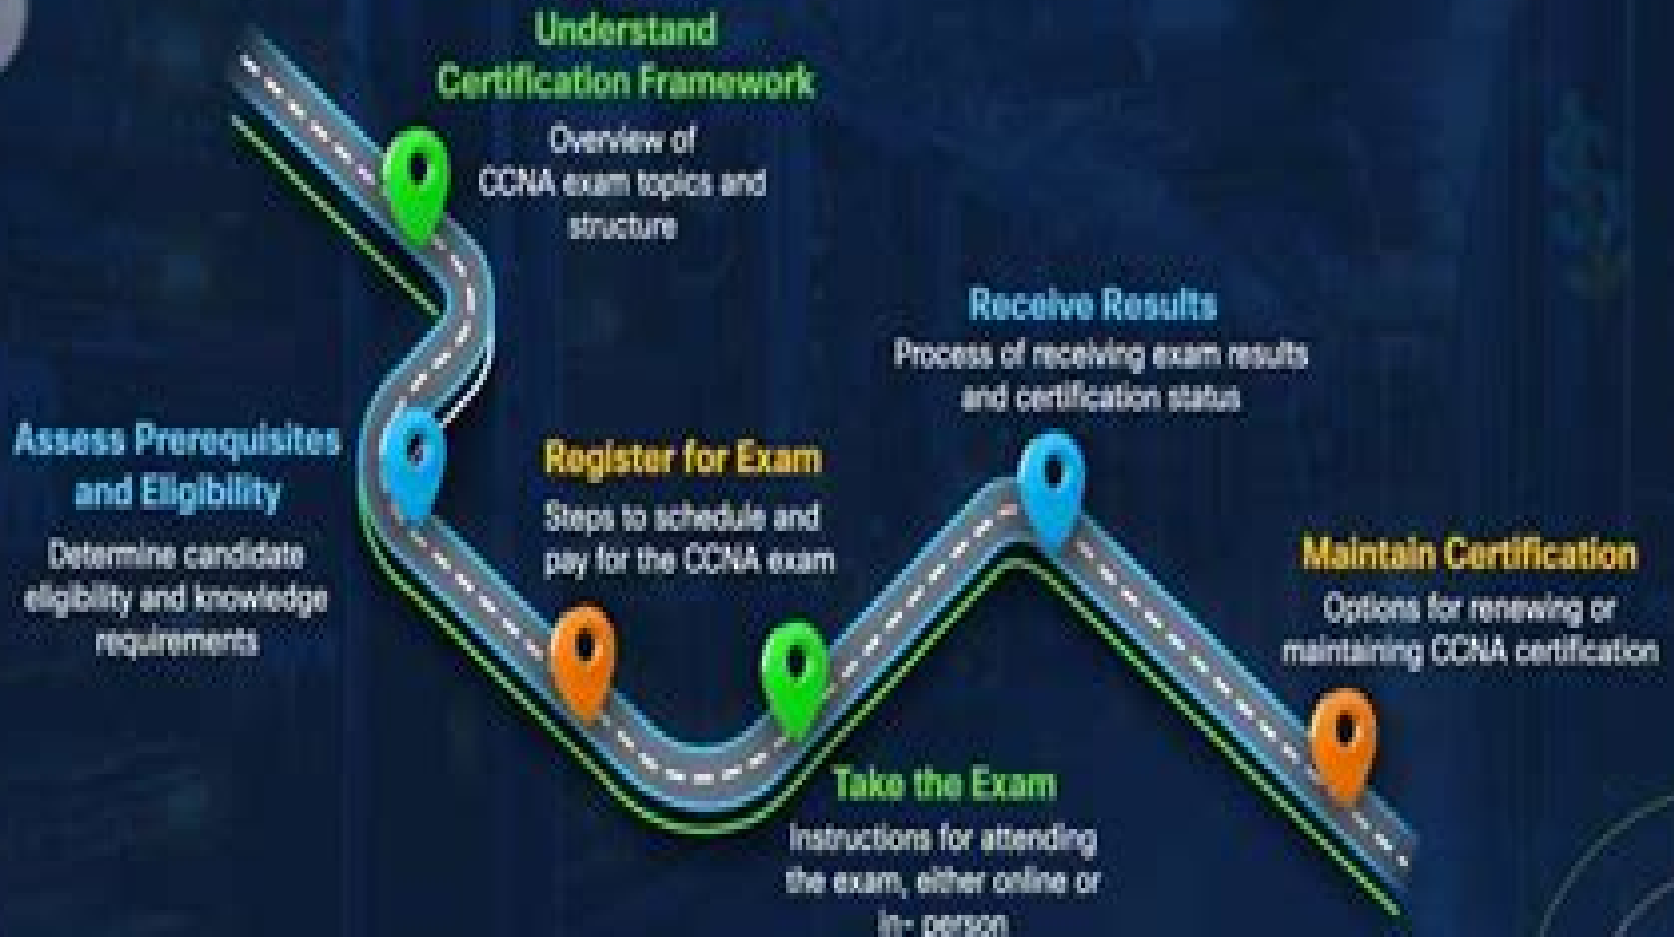 Understand
Certification Framework
Overview of
CCNA exam topics and
structure
Assess Prerequisites
and Eligibility
Determine candidate
eligibility and knowledge
requirements
Register for Exam
Steps to schedule and
pay for the CCNA exam
Take the Exam
Instructions for attending
the exam, either online or
in- person
Receive Results
Process of receiving exam results
and certification status
Maintain Certification
Options for renewing or
maintaining CCNA certification